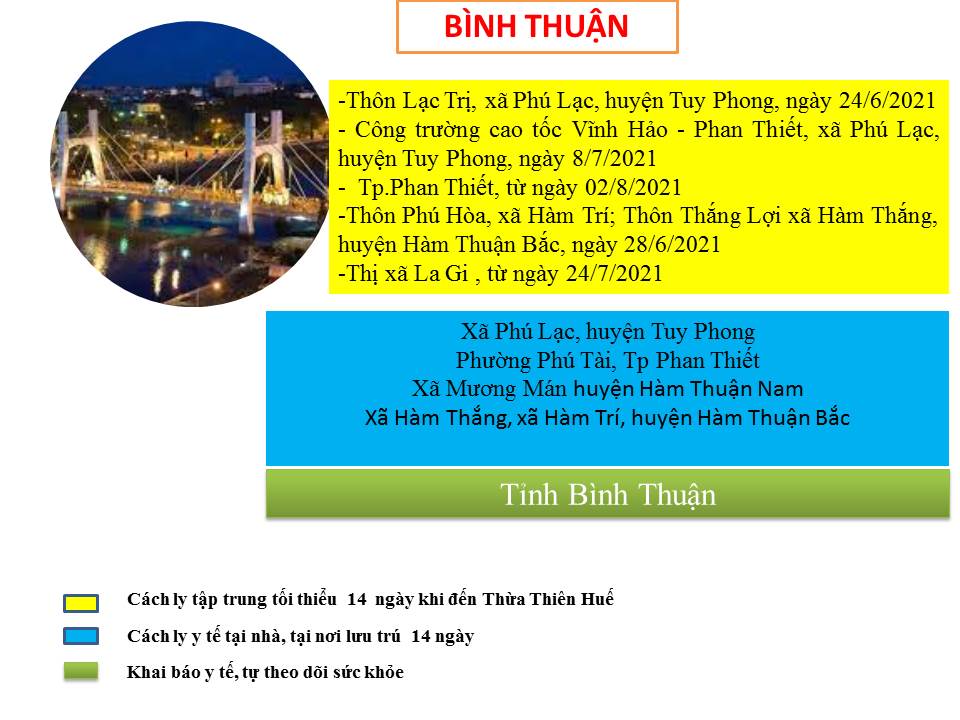 BÌNH THUẬN
-Thôn Lạc Trị, xã Phú Lạc, huyện Tuy Phong, ngày 24/6/2021
- Công trường cao tốc Vĩnh Hảo - Phan Thiết, xã Phú Lạc,
huyện Tuy Phong, ngày 8/7/2021
- Tp.Phan Thiết, từ ngày 02/8/2021
-Thôn Phú Hòa, xã Hàm Trí; Thôn Thắng Lợi xã Hàm Thắng,
huyện Hàm Thuận Bắc, ngày 28/6/2021
-Thị xã La Gi , từ ngày 24/7/2021
Xã Phú Lạc, huyện Tuy Phong
Phường Phú Tài, Tp Phan Thiết
Xã Mương Mán huyện Hàm Thuận Nam
Xã Hàm Thắng, xã Hàm Trí, huyện Hàm Thuận Bắc
Tỉnh Bình Thuận
Cách ly tập trung tối thiểu 14 ngày khi đến Thừa Thiên Huế
Cách ly y tế tại nhà, tại nơi lưu trú 14 ngày
Khai báo y tế, tự theo dõi sức khỏe